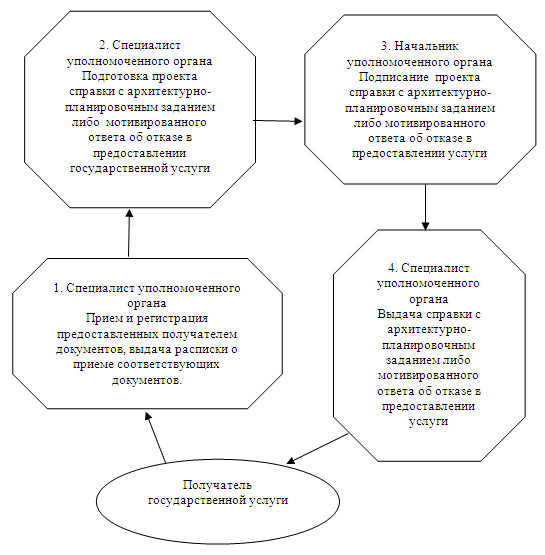 2. Специалист
уполномоченного органа
Подготовка проекта
справки с архитектурно-
планировочным заданием
либо мотивированного
ответа об отказе в
предоставлении
государственной услуги
3. Начальник
уполномоченного органа
Подписание проекта
справки с архитектурно-
планировочным заданием
либо мотивированного
ответа об отказе в
предоставлении услуги
1. Специалист уполномоченного
органа
Прием и регистрация
предоставленных получателем
документов, выдача расписки о
приеме соответствующих
документов.
4. Специалист
уполномоченного
органа
Выдача справки с
архитектурно-
планировочным
заданием либо
мотивированного
ответа об отказе в
предоставлении
услуги
Получатель
государственной услуги